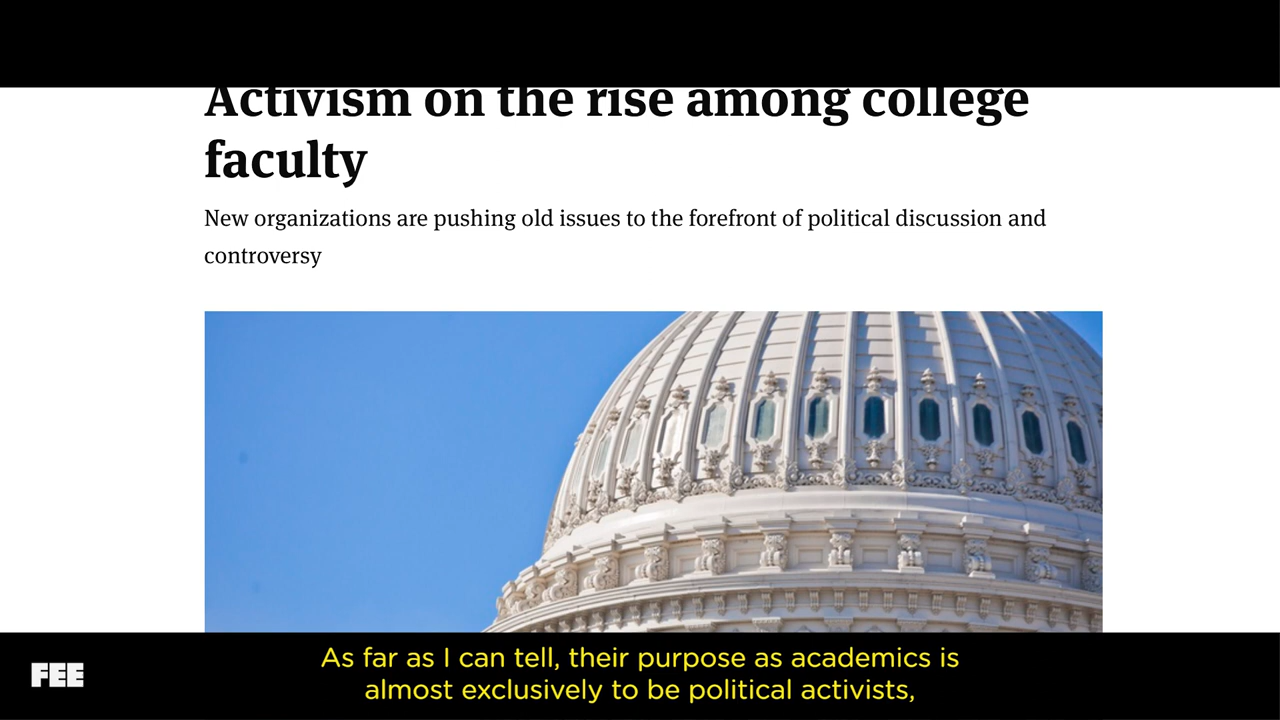 Activism on the rise among college
faculty
New organizations are pushing old issues to the forefront of political discussion and
controversy
FEE
As far as I can tell, their purpose as academics is
almost exclusively to be political activists,